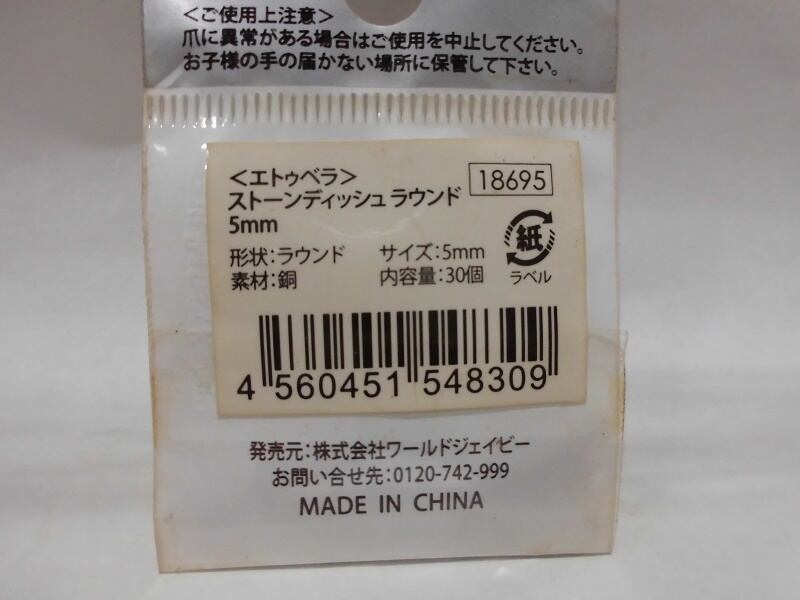 ＜ご使用上注意＞
爪に異常がある場合はご使用を中止してください。
お子様の手の届かない場所に保管して下さい。
＜エトゥベラ＞
18695
ストーンディッシュ ラウンド
5mm
形状:ラウンド サイズ:5mm
素材:銅 内容量:30個
紙
ラベル
4 560451 548309
発売元:株式会社ワールドジェイビー
お問い合せ先:0120-742-999
MADE IN CHINA